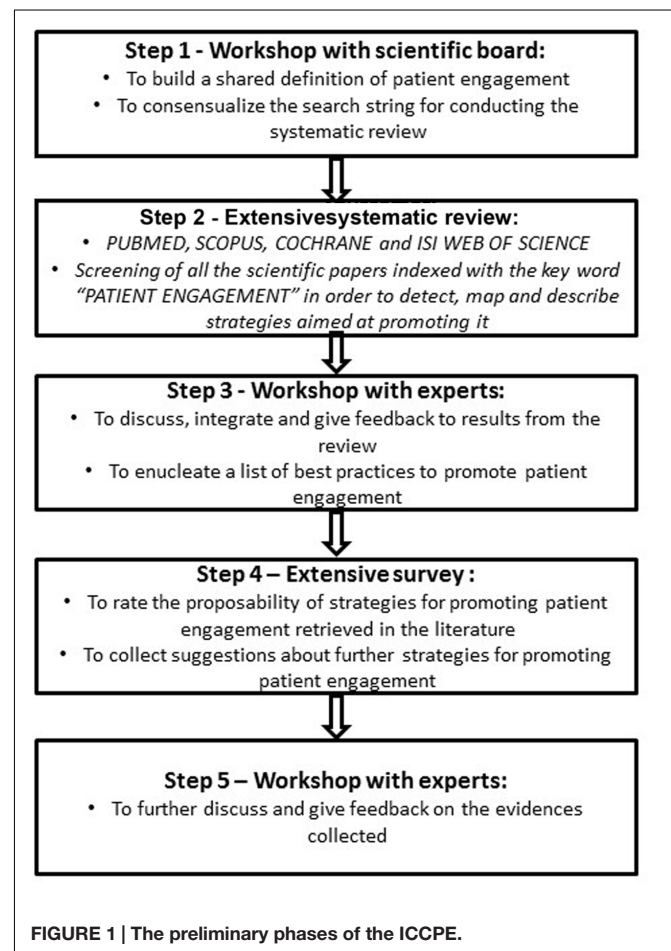 Step 1 - Workshop with scientific board:
• To build a shared definition of patient engagement
• To consensualize the search string for conducting the
systematic review
Step 2 - Extensivesystematic review:
• PUBMED, SCOPUS, COCHRANE and ISI WEB OF SCIENCE
• Screening of all the scientific papers indexed with the key word
“PATIENT ENGAGEMENT” in order to detect, map and describe
strategies aimed at promoting it
Step 3 - Workshop with experts:
• To discuss, integrate and give feedback to results from the
review
• To enucleate a list of best practices to promote patient
engagement
Step 4 – Extensive survey :
• To rate the proposability of strategies for promoting patient
engagement retrieved in the literature
• To collect suggestions about further strategies for promoting
patient engagement
Step 5 – Workshop with experts:
• To further discuss and give feedback on the evidences
collected
FIGURE 1 | The preliminary phases of the ICCPE.